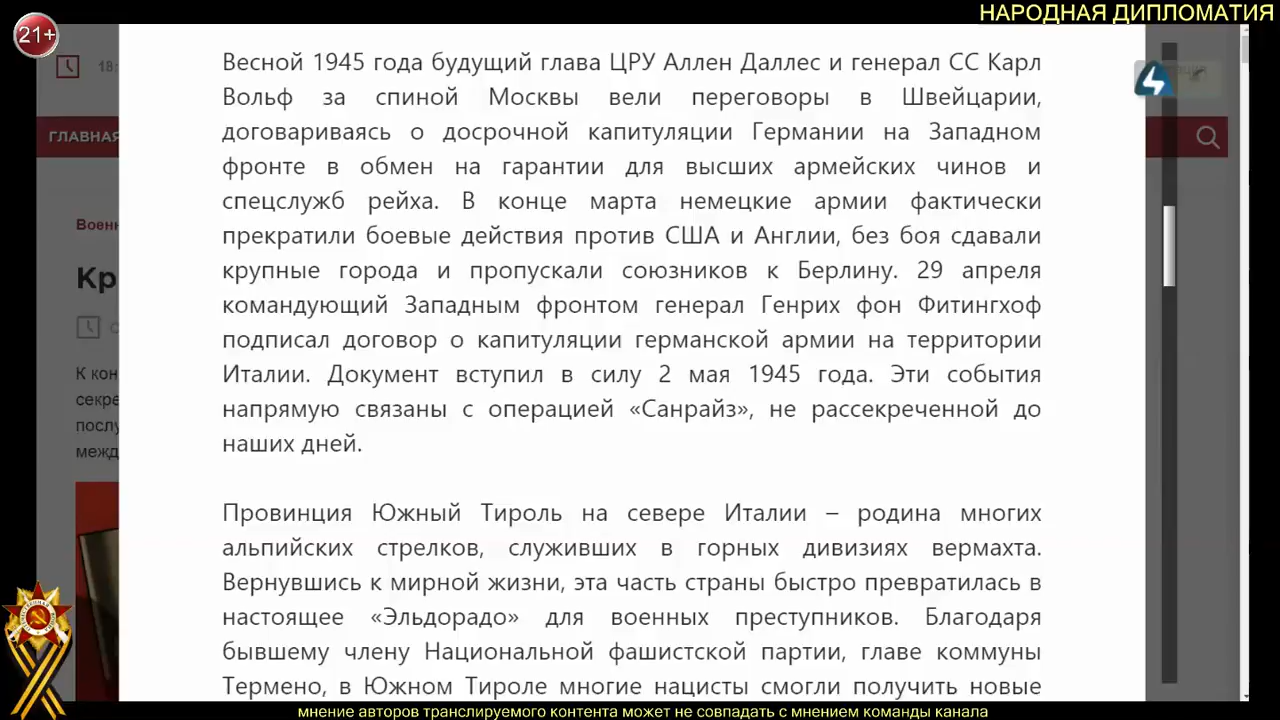 НАРОДНАЯ ДИПЛОМАТИЯ
21+
18:
ГЛАВНАЯ
Весной 1945 года будущий глава ЦРУ Аллен Даллес и генерал СС Карл
Вольф за спиной Москвы вели переговоры в Швейцарии,
договариваясь о досрочной капитуляции Германии на Западном
фронте в обмен на гарантии для высших армейских чинов и
спецслужб рейха. В конце марта немецкие армии фактически
прекратили боевые действия против США и Англии, без боя сдавали
крупные города и пропускали союзников к Берлину. 29 апреля
командующий Западным фронтом генерал Генрих фон Фитингхоф
подписал договор о капитуляции германской армии на территории
Италии. Документ вступил в силу 2 мая 1945 года. Эти события
напрямую связаны с операцией «Санрайз», не рассекреченной до
наших дней.
Провинция Южный Тироль на севере Италии – родина многих
альпийских стрелков, служивших в горных дивизиях вермахта.
Вернувшись к мирной жизни, эта часть страны быстро превратилась в
настоящее «Эльдорадо» для военных преступников. Благодаря
бывшему члену Национальной фашистской партии, главе коммуны
Термено, в Южном Тироле многие нацисты смогли получить новые
Военн
Кр
С
К кон
секре
послу
межд
мнение авторов транслируемого контента может не совпадать с мнением команды канала